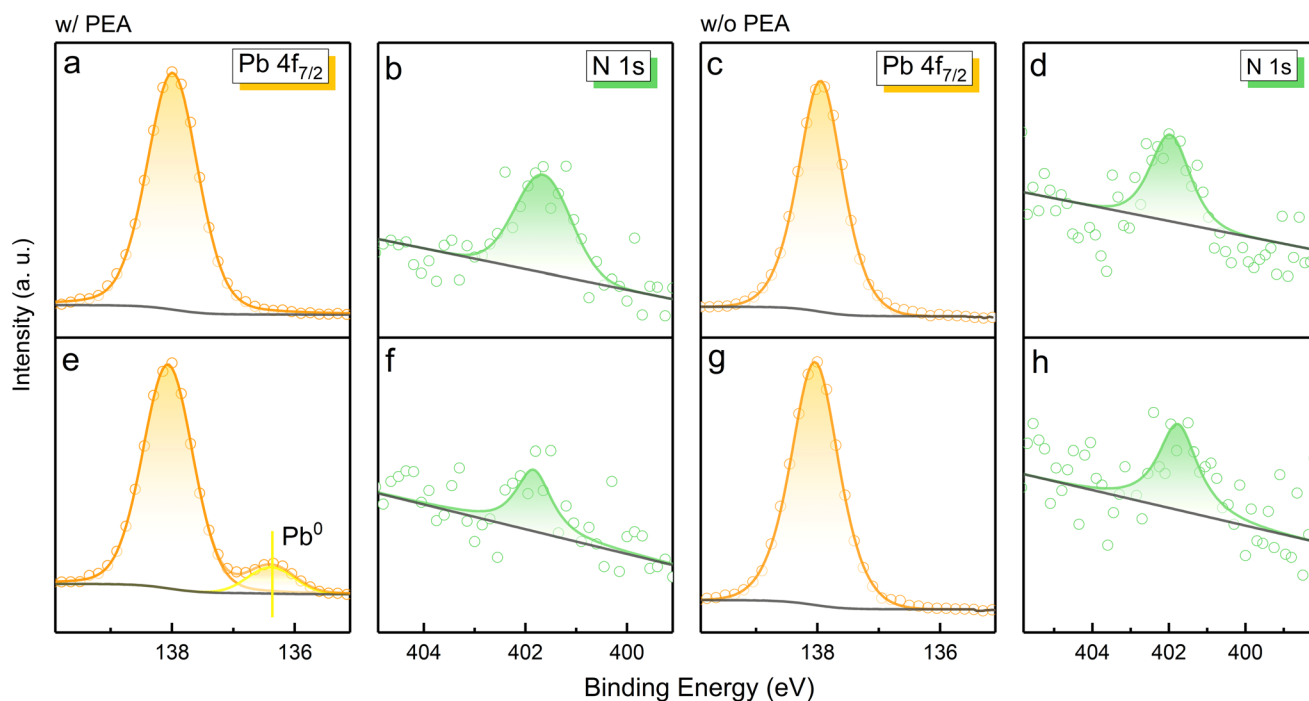 w/ PEA
w/o PEA
a
Pb 4f7/2
b
N 1s
c
Pb 4f7/2
d
N 1s
e
Pb0
f
g
h
Intensity (a. u.)
138 136 404 402 400 138 136 404 402 400
Binding Energy (eV)